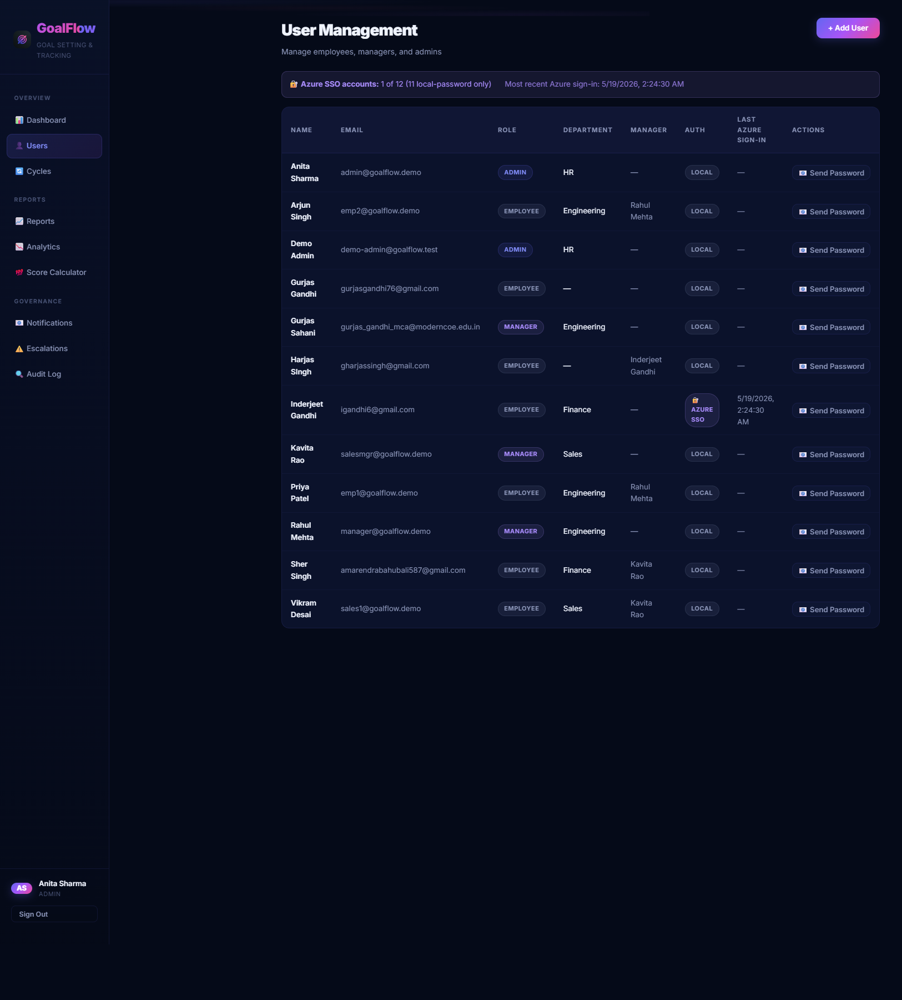 GoalFlow
GOAL SETTING &
TRACKING
OVERVIEW
Dashboard
Users
Cycles
REPORTS
Reports
Analytics
Score Calculator
GOVERNANCE
Notifications
Escalations
Audit Log
AS
Anita Sharma
ADMIN
Sign Out
User Management
Manage employees, managers, and admins
+ Add User
Azure SSO accounts: 1 of 12 (11 local-password only) Most recent Azure sign-in: 5/19/2026, 2:24:30 AM
NAME EMAIL ROLE DEPARTMENT MANAGER AUTH LAST AZURE SIGN-IN ACTIONS
Anita Sharma admin@goalflow.demo ADMIN HR — LOCAL — Send Password
Arjun Singh emp2@goalflow.demo EMPLOYEE Engineering Rahul Mehta LOCAL — Send Password
Demo Admin demo-admin@goalflow.test ADMIN HR — LOCAL — Send Password
Gurjas Gandhi gurjasgandhi76@gmail.com EMPLOYEE — — LOCAL — Send Password
Gurjas Sahani gurjas_gandhi_mca@moderncoe.edu.in MANAGER Engineering — LOCAL — Send Password
Harjas SIngh gharjassingh@gmail.com EMPLOYEE — Inderjeet Gandhi LOCAL — Send Password
Inderjeet Gandhi igandhi6@gmail.com EMPLOYEE Finance — AZURE SSO 5/19/2026, 2:24:30 AM Send Password
Kavita Rao salesmgr@goalflow.demo MANAGER Sales — LOCAL — Send Password
Priya Patel emp1@goalflow.demo EMPLOYEE Engineering Rahul Mehta LOCAL — Send Password
Rahul Mehta manager@goalflow.demo MANAGER Engineering — LOCAL — Send Password
Sher Singh amarendrabahubali587@gmail.com EMPLOYEE Finance Kavita Rao LOCAL — Send Password
Vikram Desai sales1@goalflow.demo EMPLOYEE Sales Kavita Rao LOCAL — Send Password